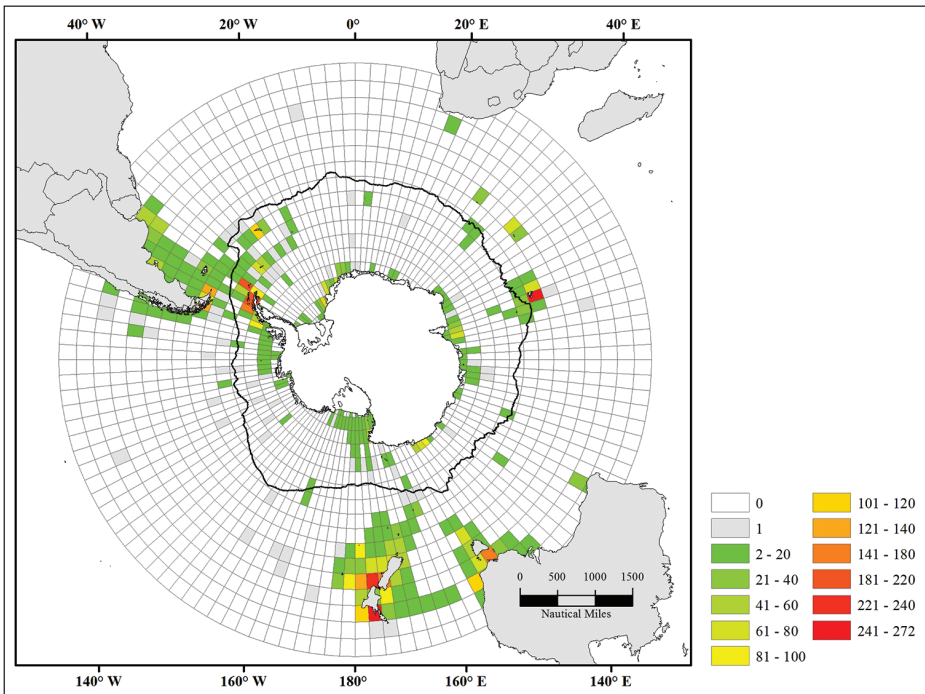 40° W 20° W 0° 20° E 40° E
0 101 - 120
1 121 - 140
2 - 20 141 - 180
21 - 40 181 - 220
41 - 60 221 - 240
61 - 80 241 - 272
81 - 100
0 500 1000 1500
Nautical Miles
140° W 160° W 180° 160° E 140° E